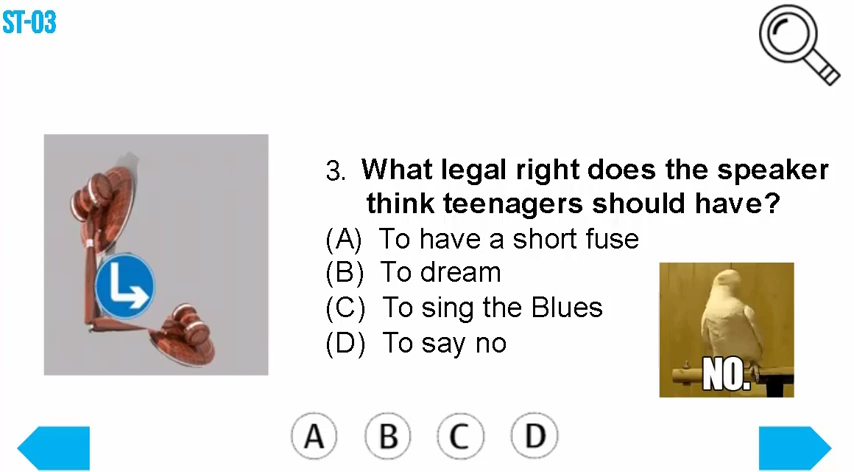 ST-03
3. What legal right does the speaker
think teenagers should have?
(A) To have a short fuse
(B) To dream
(C) To sing the Blues
(D) To say no
NO.
A B C D